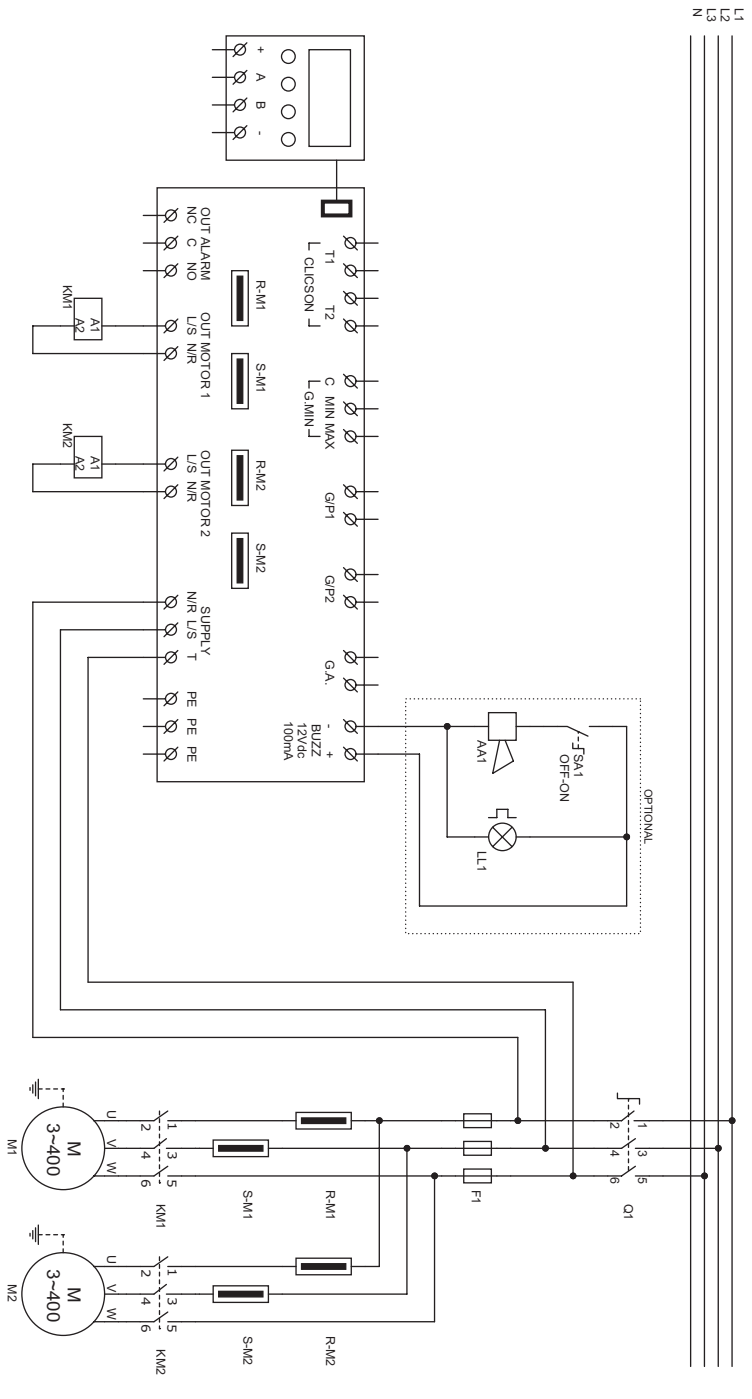 L1
L2
L3
N
+ A B -
T1 T2
CLICSON
C MIN MAX
G.MIN
G/P1
G/P2
G.A.
- +
BUZZ
12Vdc
100mA
R-M1
S-M1
R-M2
S-M2
NC C NO
OUT ALARM
L/S N/R
OUT MOTOR 1
L/S N/R
OUT MOTOR 2
N/R L/S T
SUPPLY
PE PE PE
KM1
A1
A2
KM2
A1
A2
OPTIONAL
SA1
OFF-ON
AA1
LL1
1 3 5
2 4 6
Q1
F1
R-M1
S-M1
1 3 5
2 4 6
KM1
U V W
M
3~400
M1
R-M2
S-M2
1 3 5
2 4 6
KM2
U V W
M
3~400
M2